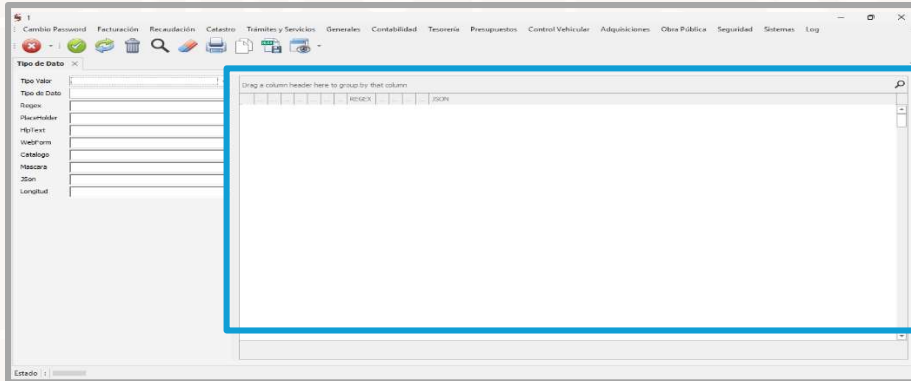 1
Cambio Password Facturación Recaudación Catastro Trámites y Servicios Generales Contabilidad Tesorería Presupuestos Control Vehicular Adquisiciones Obra Pública Seguridad Sistemas Log
Tipo de Dato
Tipo Valor
Tipo de Dato
Regex
PlaceHolder
HlpText
WebForm
Catalogo
Mascara
JSon
Longitud
Drag a column header here to group by that column
... ... ... ... ... ... REGEX ... ... ... ... JSON
Estado :